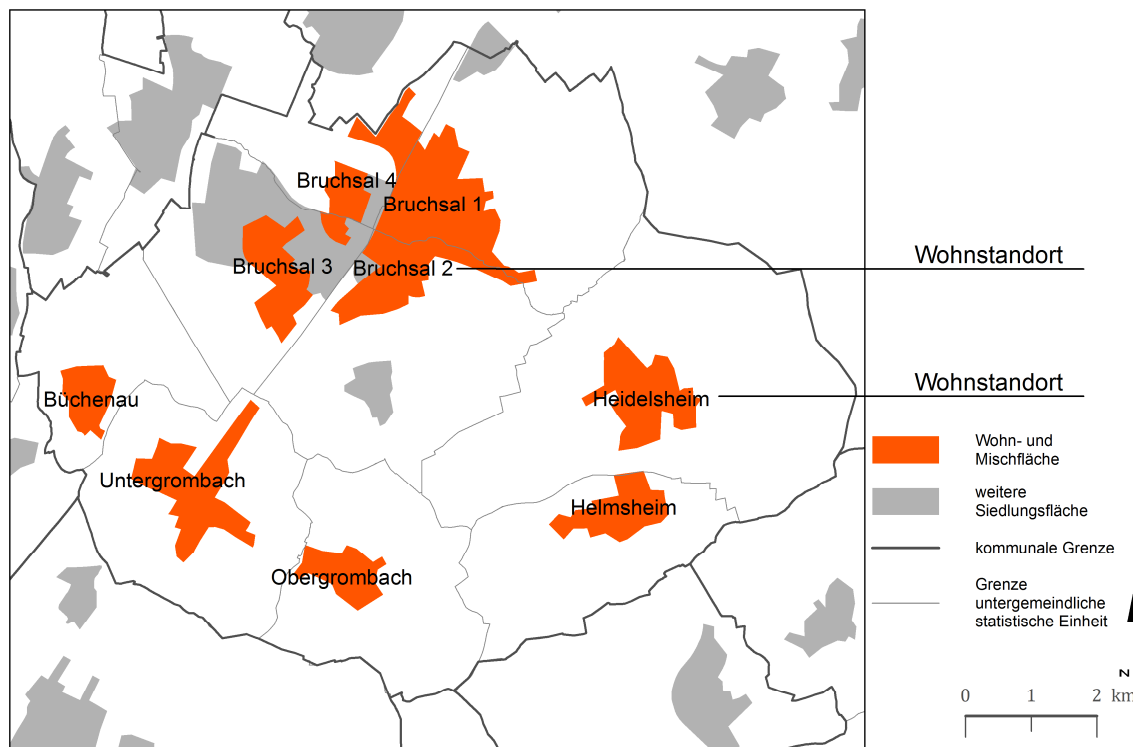 Bruchsal 4
Bruchsal 1
Bruchsal 3
Bruchsal 2
Wohnstandort
Büchenau
Heidelsheim
Wohnstandort
Untergrombach
Helmsheim
Obergrombach
Wohn- und
Mischfläche
weitere
Siedlungsfläche
kommunale Grenze
Grenze
untergemeindliche
statistische Einheit
N
0 1 2 km